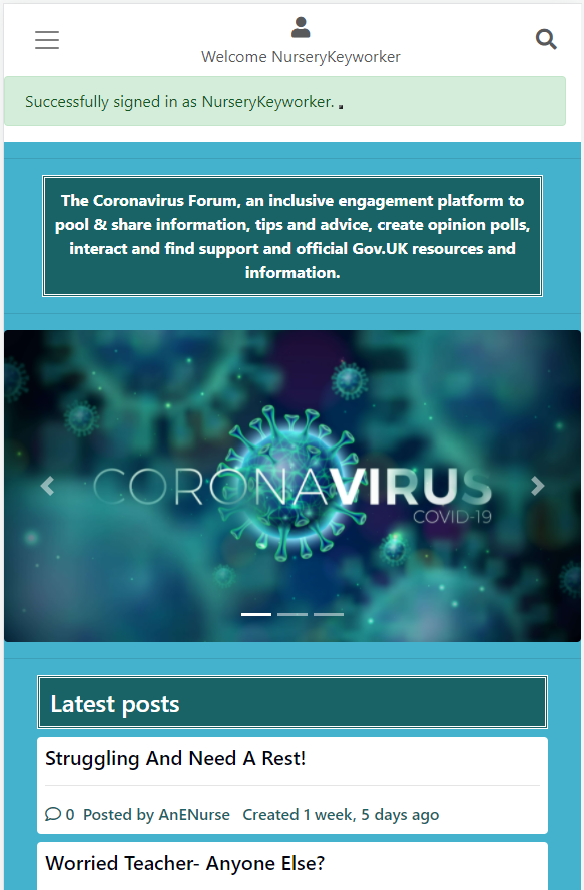 Welcome NurseryKeyworker
Successfully signed in as NurseryKeyworker.
The Coronavirus Forum, an inclusive engagement platform to
pool & share information, tips and advice, create opinion polls,
interact and find support and official Gov.UK resources and
information.
CORONAVIRUS
COVID-19
Latest posts
Struggling And Need A Rest!
0 Posted by AnENurse Created 1 week, 5 days ago
Worried Teacher- Anyone Else?